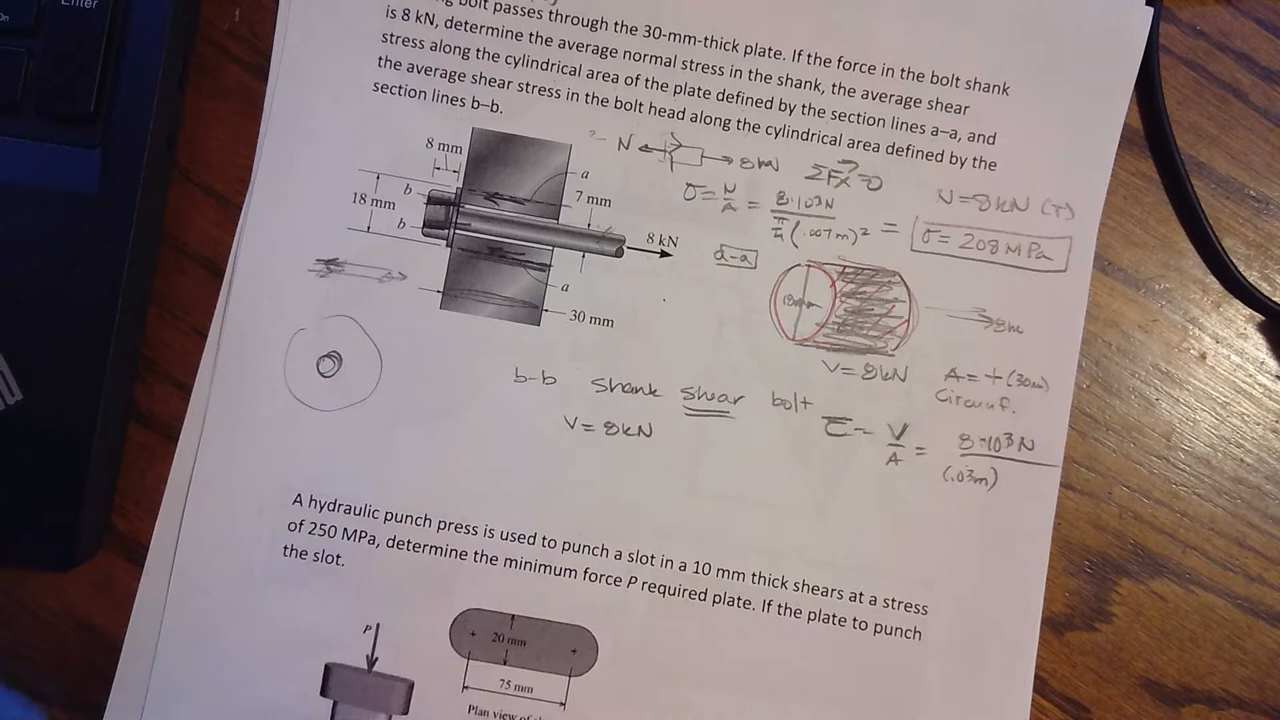 Enter
On
bolt passes through the 30-mm-thick plate. If the force in the bolt shank
is 8 kN, determine the average normal stress in the shank, the average shear
stress along the cylindrical area of the plate defined by the section lines a–a, and
the average shear stress in the bolt head along the cylindrical area defined by the
section lines b–b.
8 mm
b
18 mm
b
a
7 mm
8 kN
a
30 mm
N
8kN
ΣFx=0
N=8kN (T)
σ=N/A = 8·10³N / π/4(.007m)² = σ=208MPa
a-a
18mm
V=8kN
A=π(30mm)
Circumf.
b-b shank shear bolt
V=8kN
τ= V/A = 8·10³N / (.03m)
A hydraulic punch press is used to punch a slot in a 10 mm thick shears at a stress
of 250 MPa, determine the minimum force P required plate. If the plate to punch
the slot.
P
20 mm
75 mm
Plan view of